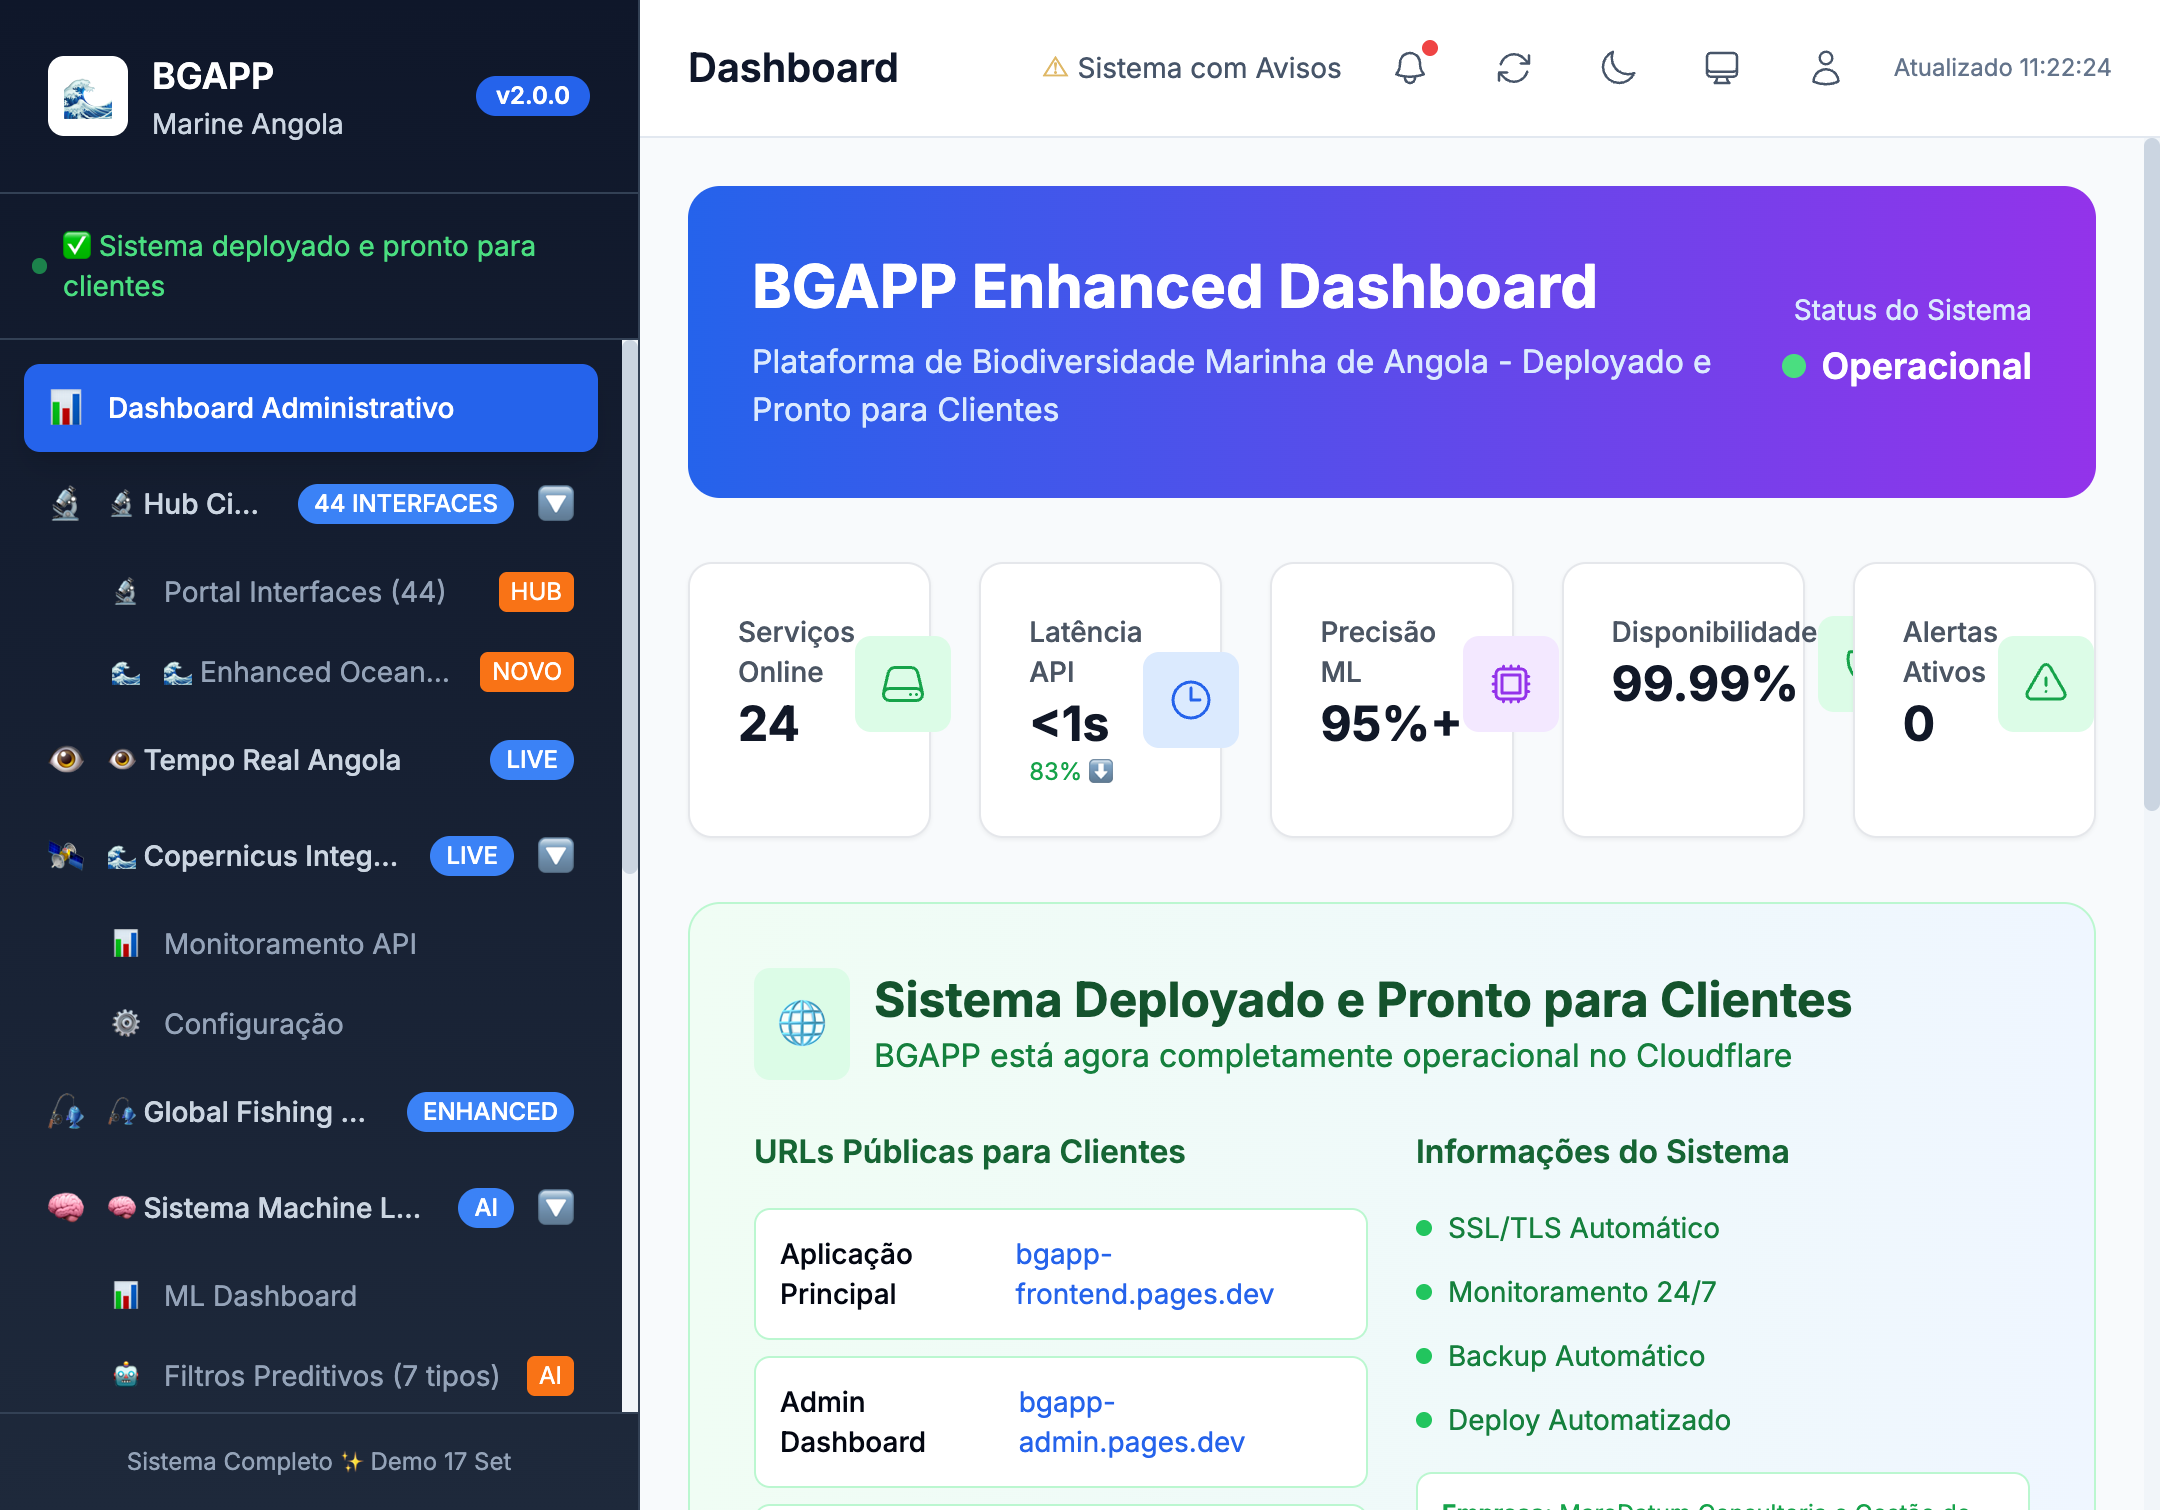 BGAPP
Marine Angola
v2.0.0
✅ Sistema deployado e pronto para
clientes
Dashboard Administrativo
Hub Ci...
44 INTERFACES
Portal Interfaces (44)
HUB
Enhanced Ocean...
NOVO
Tempo Real Angola
LIVE
Copernicus Integ...
LIVE
Monitoramento API
Configuração
Global Fishing ...
ENHANCED
Sistema Machine L...
AI
ML Dashboard
Filtros Preditivos (7 tipos)
AI
Sistema Completo ✨ Demo 17 Set
Dashboard
Sistema com Avisos
Atualizado 11:22:24
BGAPP Enhanced Dashboard
Plataforma de Biodiversidade Marinha de Angola - Deployado e
Pronto para Clientes
Status do Sistema
Operacional
Serviços
Online
24
Latência
API
<1s
83% ⬇️
Precisão
ML
95%+
Disponibilidade
99.99%
Alertas
Ativos
0
Sistema Deployado e Pronto para Clientes
BGAPP está agora completamente operacional no Cloudflare
URLs Públicas para Clientes
Aplicação
Principal
bgapp-
frontend.pages.dev
Admin
Dashboard
bgapp-
admin.pages.dev
Informações do Sistema
SSL/TLS Automático
Monitoramento 24/7
Backup Automático
Deploy Automatizado